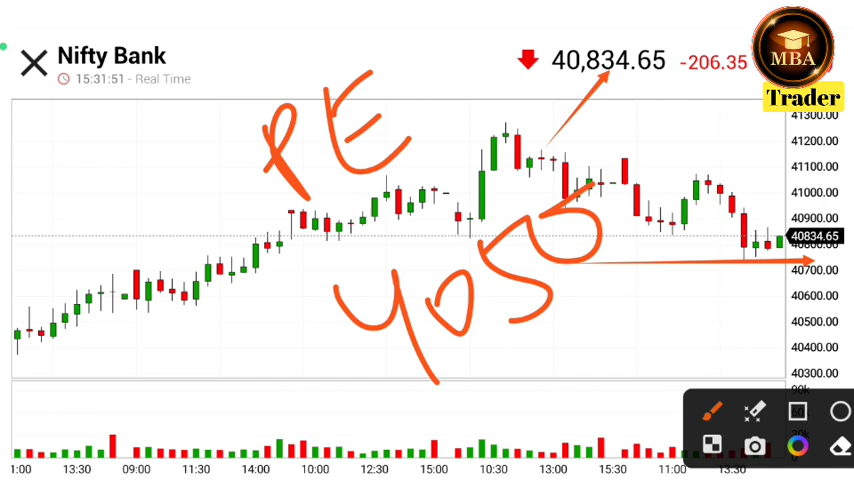 Nifty Bank
15:31:51 - Real Time
40,834.65 -206.35
MBA
Trader
41300.00
41200.00
41100.00
41000.00
40900.00
40834.65
40700.00
40600.00
40500.00
40400.00
40300.00
PE
4050
1:00 13:30 09:00 11:30 14:00 10:00 12:30 15:00 10:30 13:00 15:30 11:00 13:30